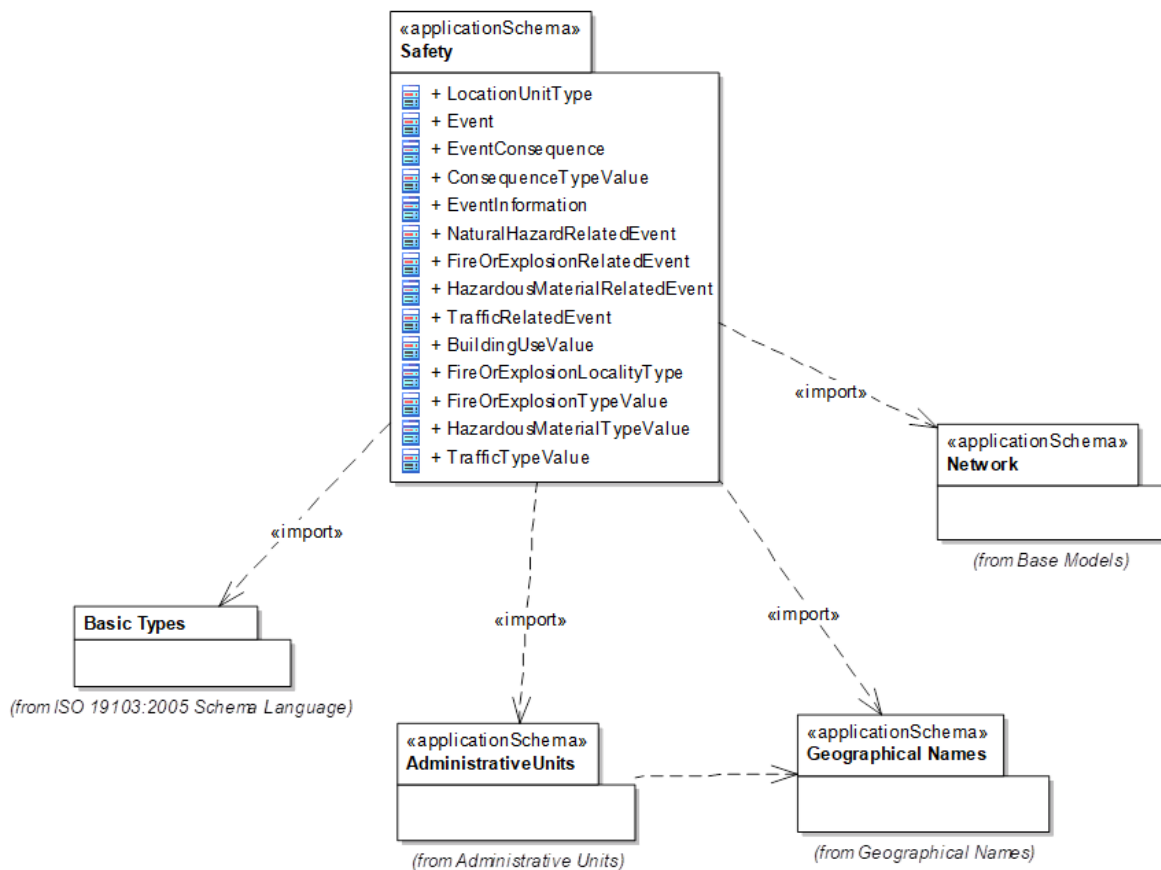 «applicationSchema»
Safety
+ LocationUnitType
+ Event
+ EventConsequence
+ ConsequenceTypeValue
+ EventInformation
+ NaturalHazardRelatedEvent
+ FireOrExplosionRelatedEvent
+ HazardousMaterialRelatedEvent
+ TrafficRelatedEvent
+ BuildingUseValue
+ FireOrExplosionLocalityType
+ FireOrExplosionTypeValue
+ HazardousMaterialTypeValue
+ TrafficTypeValue
«import»
«applicationSchema»
Network
(from Base Models)
«import»
Basic Types
(from ISO 19103:2005 Schema Language)
«import»
«import»
«applicationSchema»
AdministrativeUnits
(from Administrative Units)
«applicationSchema»
Geographical Names
(from Geographical Names)